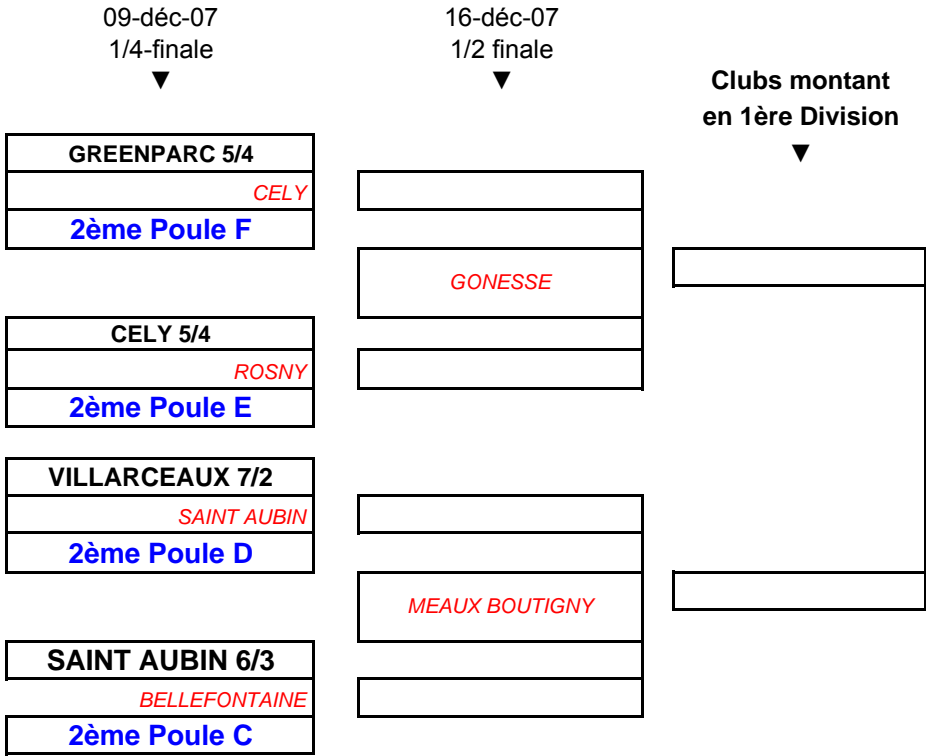 09-déc-07
1/4-finale
▼
16-déc-07
1/2 finale
▼
Clubs montant
en 1ère Division
▼
GREENPARC 5/4
CELY
2ème Poule F
GONESSE
CELY 5/4
ROSNY
2ème Poule E
VILLARCEAUX 7/2
SAINT AUBIN
2ème Poule D
MEAUX BOUTIGNY
SAINT AUBIN 6/3
BELLEFONTAINE
2ème Poule C